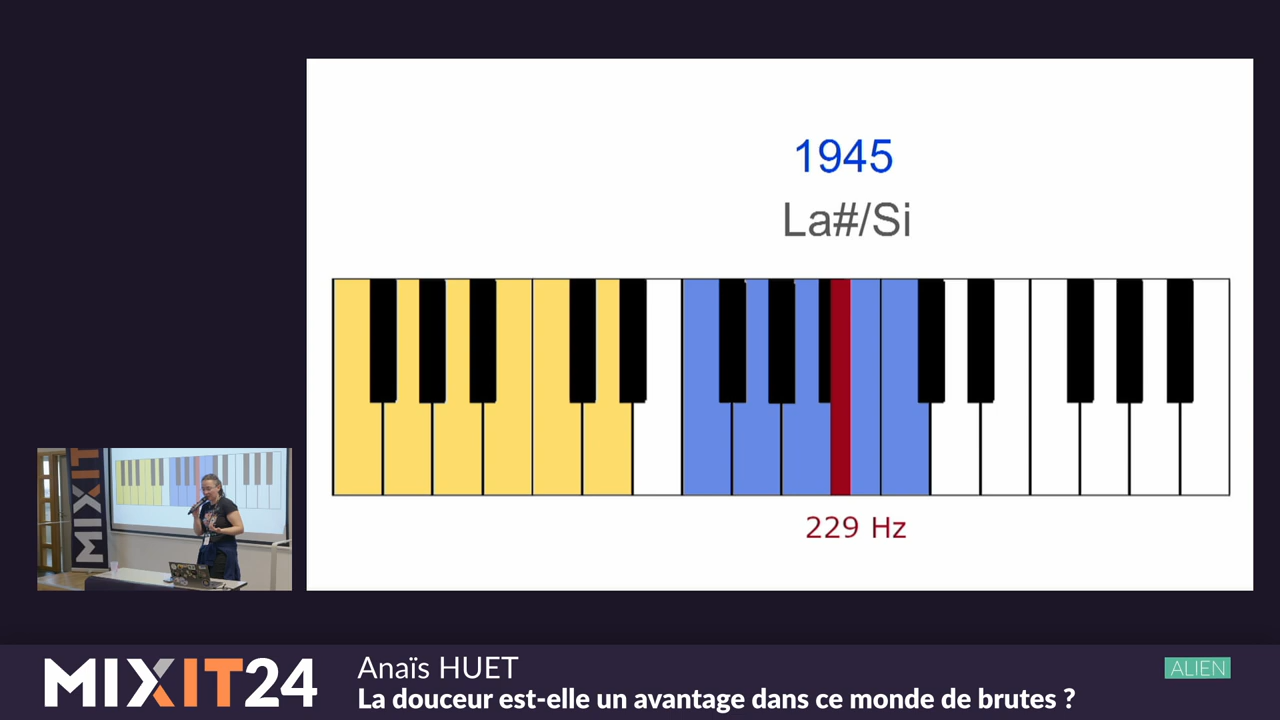 1945
La#/Si
229 Hz
MIXIT
MIXIT24
Anaïs HUET
La douceur est-elle un avantage dans ce monde de brutes ?
ALIEN